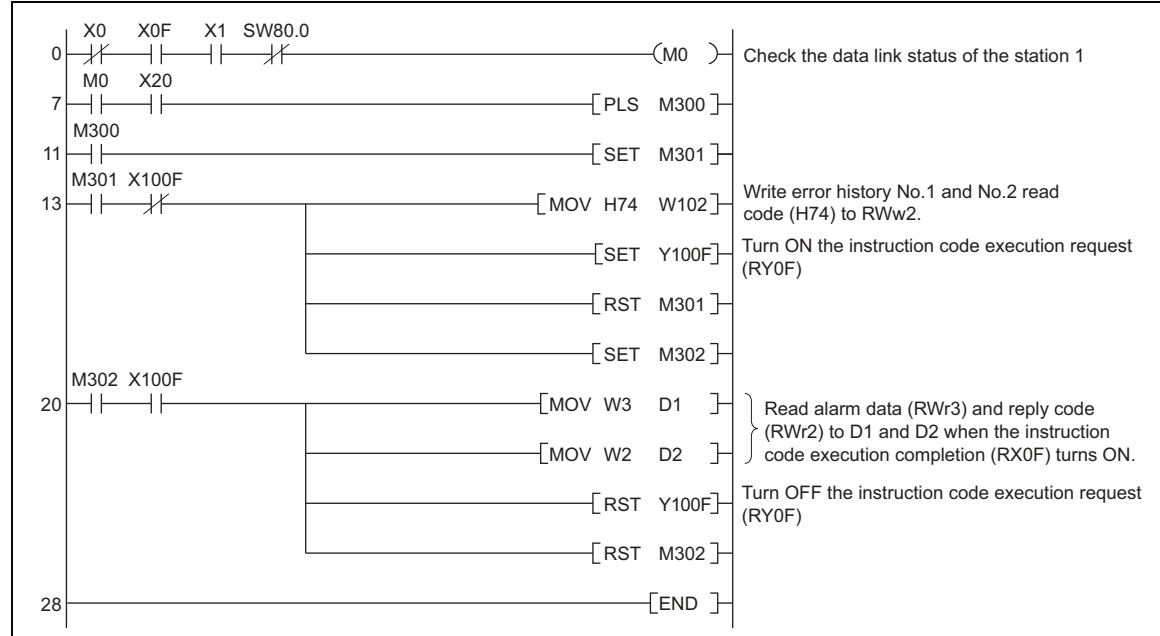 X0 X0F X1 SW80.0
0 (M0 ) Check the data link status of the station 1
M0 X20
7 [PLS M300]
M300
11 [SET M301]
M301 X100F
13 [MOV H74 W102] Write error history No.1 and No.2 read
code (H74) to RWw2.
[SET Y100F] Turn ON the instruction code execution request
(RY0F)
[RST M301]
[SET M302]
M302 X100F
20 [MOV W3 D1 ] Read alarm data (RWr3) and reply code
(RWr2) to D1 and D2 when the instruction
[MOV W2 D2 ] code execution completion (RX0F) turns ON.
[RST Y100F] Turn OFF the instruction code execution request
(RY0F)
[RST M302]
28 [END ]